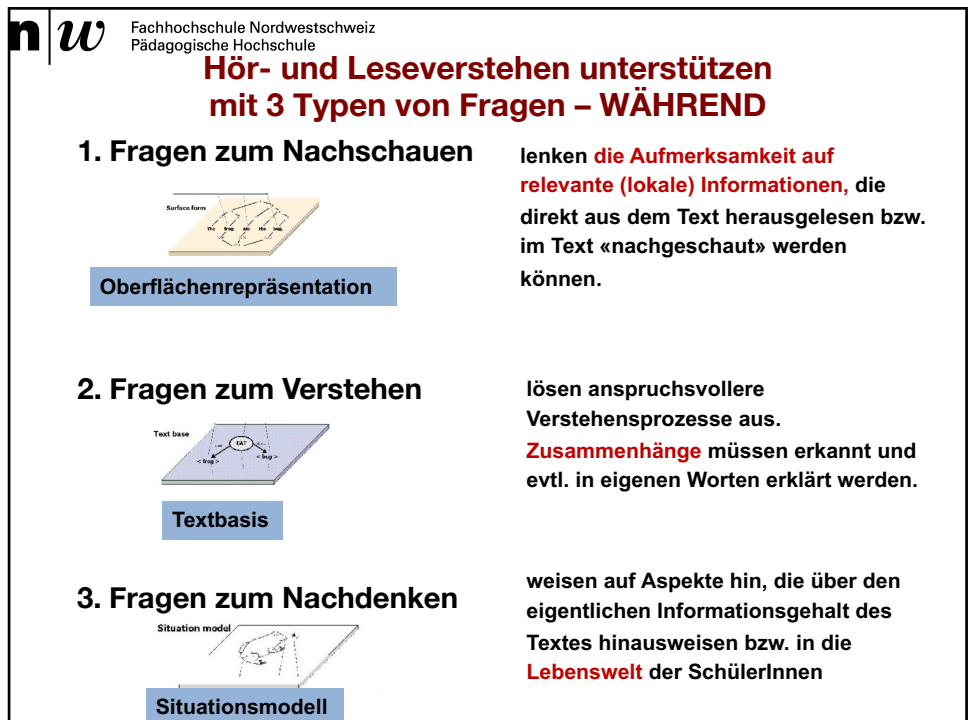 n w
Fachhochschule Nordwestschweiz
Pädagogische Hochschule
Hör- und Leseverstehen unterstützen
mit 3 Typen von Fragen – WÄHREND
1. Fragen zum Nachschauen
Surface form
The frog ate the bug.
Oberflächenrepräsentation
lenken die Aufmerksamkeit auf
relevante (lokale) Informationen, die
direkt aus dem Text herausgelesen bzw.
im Text «nachgeschaut» werden
können.
2. Fragen zum Verstehen
Text base
EAT
< frog > < bug >
Textbasis
lösen anspruchsvollere
Verstehensprozesse aus.
Zusammenhänge müssen erkannt und
evtl. in eigenen Worten erklärt werden.
3. Fragen zum Nachdenken
Situation model
Situationsmodell
weisen auf Aspekte hin, die über den
eigentlichen Informationsgehalt des
Textes hinausweisen bzw. in die
Lebenswelt der SchülerInnen